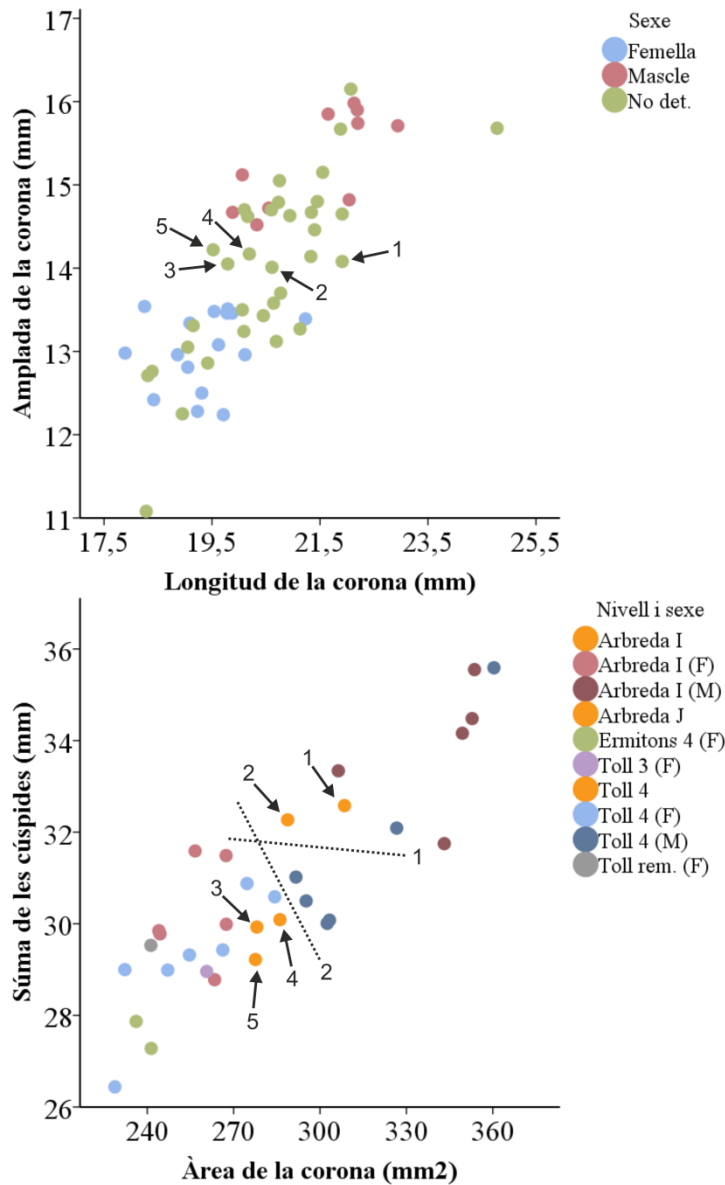 17
16
15
14
13
12
11
Amplada de la corona (mm)
17,5 19,5 21,5 23,5 25,5
Longitud de la corona (mm)
Sexe
Femella
Mascle
No det.
5
4
3
2
1
36
34
32
30
28
26
Súma de les cúspides (mm)
240 270 300 330 360
Àrea de la corona (mm2)
Nivell i sexe
Arbreda I
Arbreda I (F)
Arbreda I (M)
Arbreda J
Ermitons 4 (F)
Toll 3 (F)
Toll 4
Toll 4 (F)
Toll 4 (M)
Toll rem. (F)
1
2
1
3
4
2
5